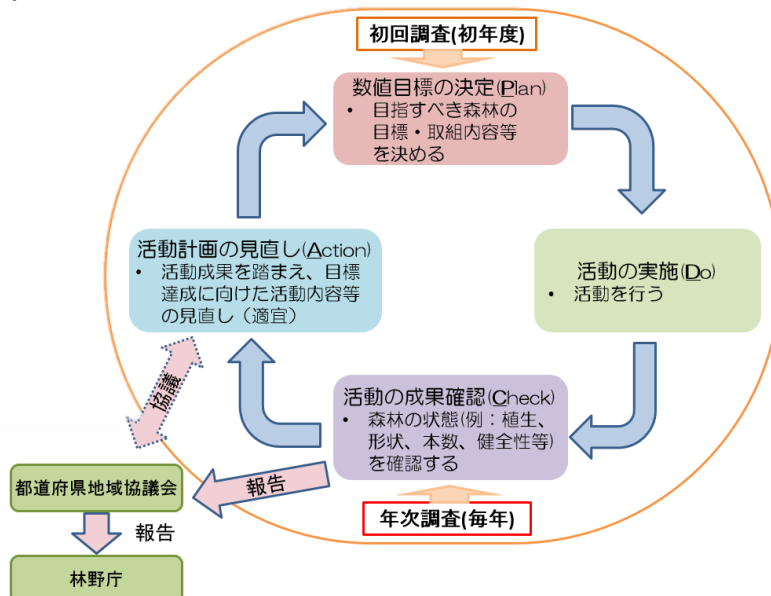 初回調査(初年度)
数値目標の決定(Plan)
• 目指すべき森林の
目標・取組内容等
を決める
活動計画の見直し(Action)
• 活動成果を踏まえ、目標
達成に向けた活動内容等
の見直し（適宜）
活動の実施(Do)
• 活動を行う
活動の成果確認(Check)
• 森林の状態(例：植生、
形状、本数、健全性等)
を確認する
協議
報告
年次調査(毎年)
都道府県地域協議会
報告
林野庁